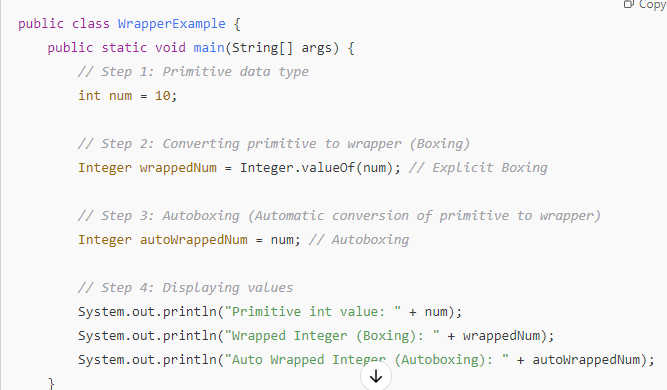 Copy
public class WrapperExample {
    public static void main(String[] args) {
        // Step 1: Primitive data type
        int num = 10;

        // Step 2: Converting primitive to wrapper (Boxing)
        Integer wrappedNum = Integer.valueOf(num); // Explicit Boxing

        // Step 3: Autoboxing (Automatic conversion of primitive to wrapper)
        Integer autoWrappedNum = num; // Autoboxing

        // Step 4: Displaying values
        System.out.println("Primitive int value: " + num);
        System.out.println("Wrapped Integer (Boxing): " + wrappedNum);
        System.out.println("Auto Wrapped Integer (Autoboxing): " + autoWrappedNum);
    }